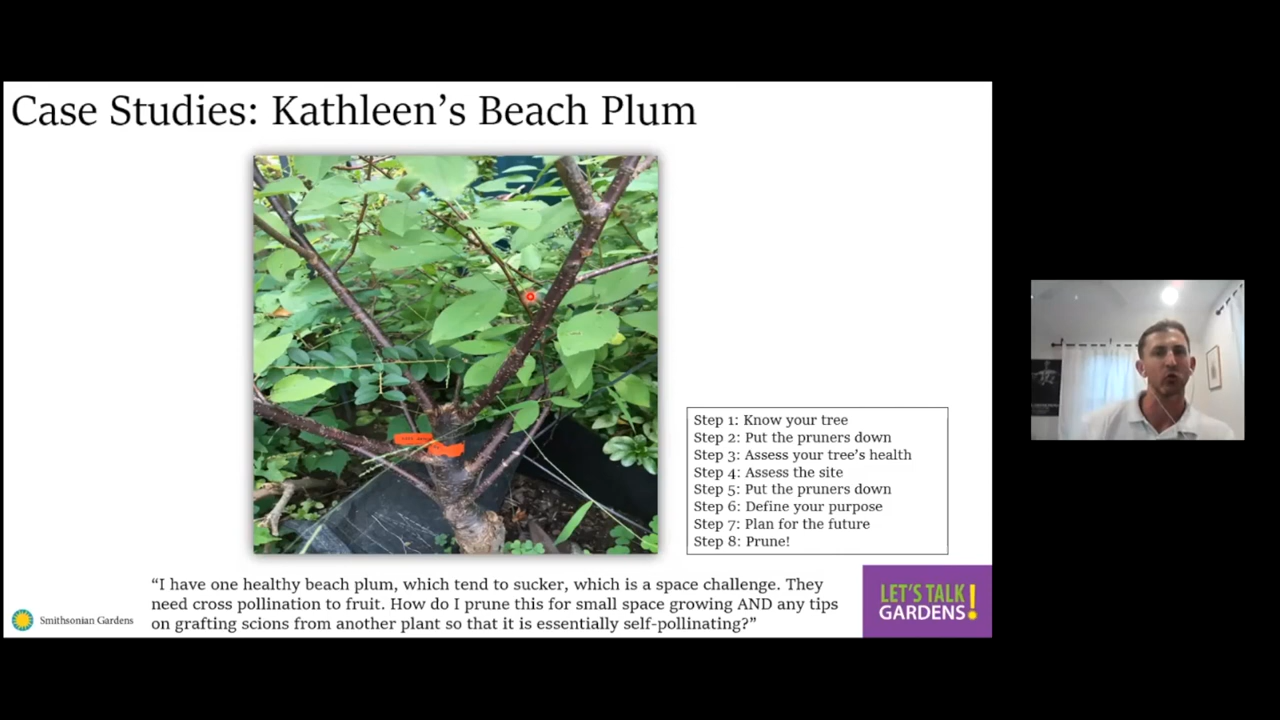 Case Studies: Kathleen's Beach Plum
Step 1: Know your tree
Step 2: Put the pruners down
Step 3: Assess your tree's health
Step 4: Assess the site
Step 5: Put the pruners down
Step 6: Define your purpose
Step 7: Plan for the future
Step 8: Prune!
“I have one healthy beach plum, which tend to sucker, which is a space challenge. They
need cross pollination to fruit. How do I prune this for small space growing AND any tips
on grafting scions from another plant so that it is essentially self-pollinating?”
Smithsonian Gardens
LET'S TALK
GARDENS!